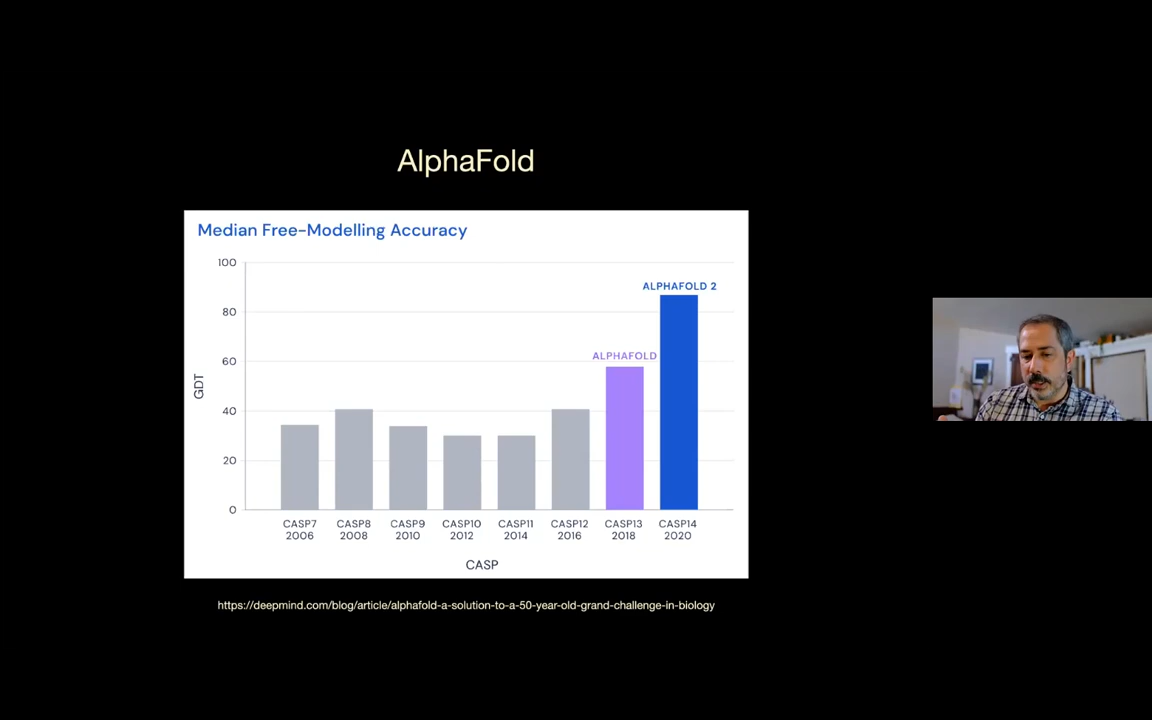 AlphaFold
Median Free-Modelling Accuracy
100
80
60
40
20
0
GDT
ALPHAFOLD
ALPHAFOLD 2
CASP7 CASP8 CASP9 CASP10 CASP11 CASP12 CASP13 CASP14
2006 2008 2010 2012 2014 2016 2018 2020
CASP
https://deepmind.com/blog/article/alphafold-a-solution-to-a-50-year-old-grand-challenge-in-biology